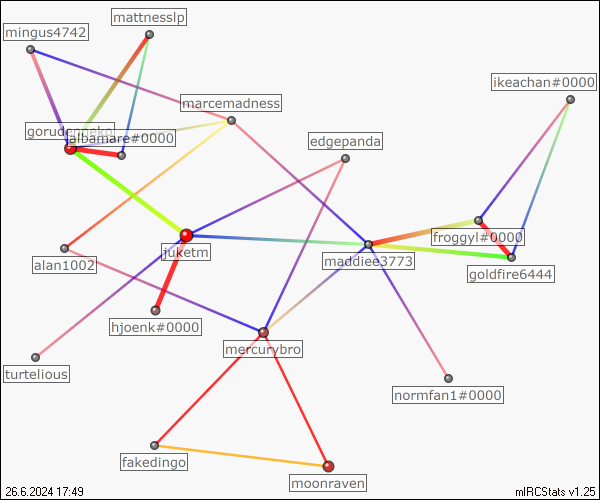 mattnesslp
mingus4742
ikeachan#0000
marcemadness
gorudenneko
albamare#0000
edgepanda
froggyl#0000
juketm
maddiee3773
alan1002
goldfire6444
hjoenk#0000
mercurybro
turtelious
normfan1#0000
fakedingo
moonraven
26.6.2024 17:49
mIRCStats v1.25